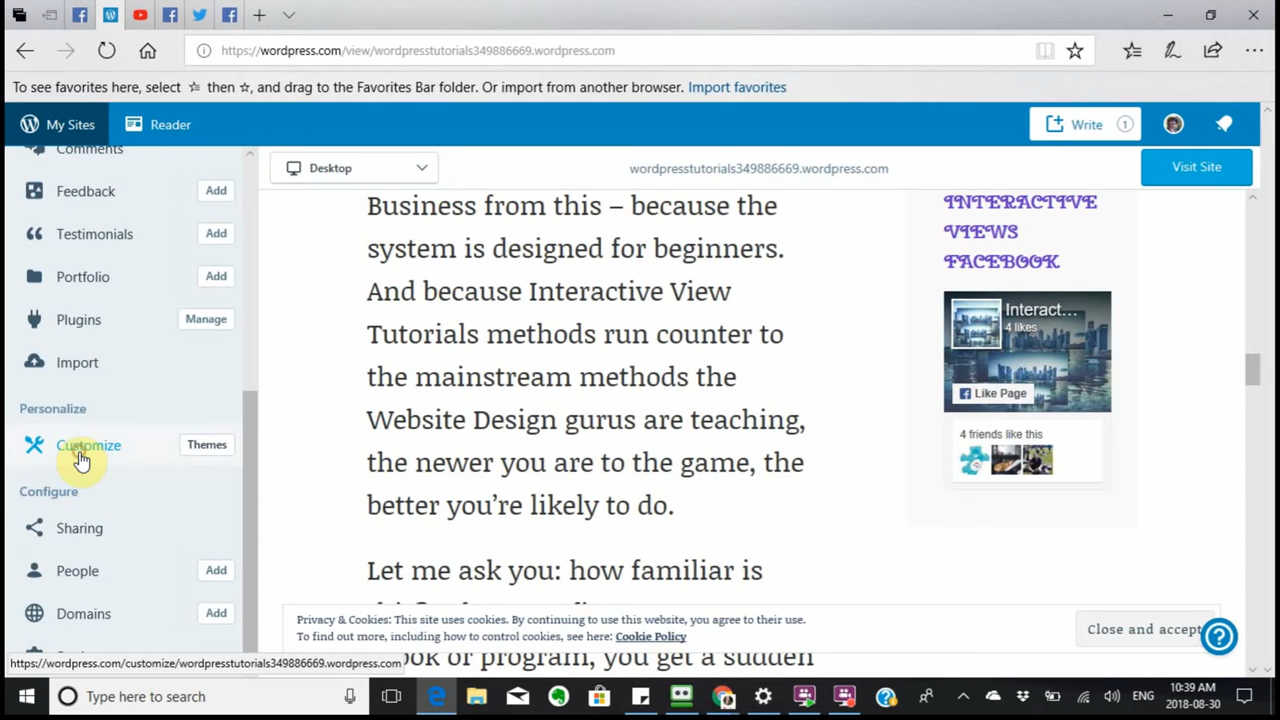 https://wordpress.com/view/wordpresstutorials349886669.wordpress.com
To see favorites here, select ☆ then ☆, and drag to the Favorites Bar folder. Or import from another browser. Import favorites
My Sites
Reader
Write 1
Comments
Feedback Add
Testimonials Add
Portfolio Add
Plugins Manage
Import
Personalize
Customize Themes
Configure
Sharing
People Add
Domains Add
https://wordpress.com/customize/wordpresstutorials349886669.wordpress.com
Desktop
wordpresstutorials349886669.wordpress.com
Visit Site
Business from this – because the
system is designed for beginners.
And because Interactive View
Tutorials methods run counter to
the mainstream methods the
Website Design gurus are teaching,
the newer you are to the game, the
better you're likely to do.
Let me ask you: how familiar is
ook or program, you get a sudden
INTERACTIVE
VIEWS
FACEBOOK
Interact...
4 likes
Like Page
4 friends like this
Privacy & Cookies: This site uses cookies. By continuing to use this website, you agree to their use.
To find out more, including how to control cookies, see here: Cookie Policy
Close and accept
Type here to search
ENG
10:39 AM
2018-08-30